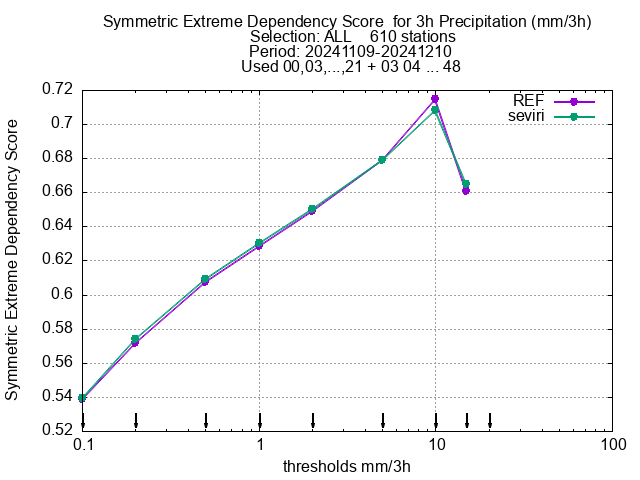 Symmetric Extreme Dependency Score  for 3h Precipitation (mm/3h)
Selection: ALL    610 stations
Period: 20241109-20241210
Used 00,03,...,21 + 03 04 ... 48
REF
seviri
0.72
0.7
0.68
0.66
0.64
0.62
0.6
0.58
0.56
0.54
0.52
Symmetric Extreme Dependency Score
0.1 1 10 100
thresholds mm/3h